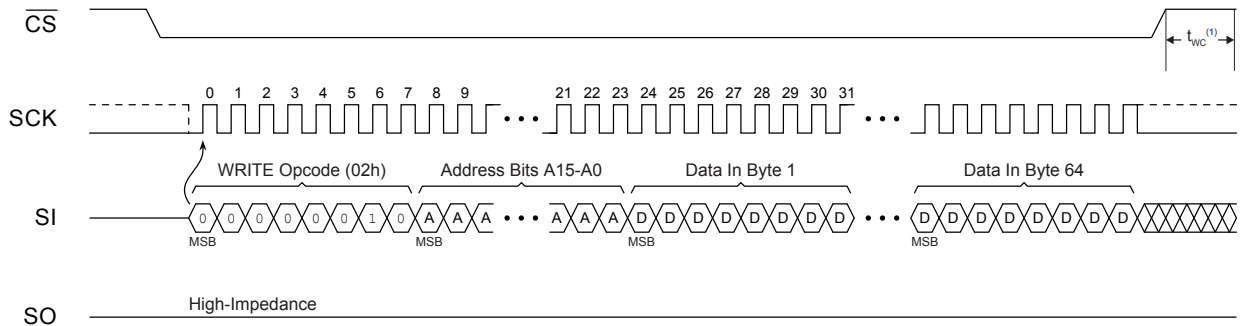 CS
tWC(1)
0 1 2 3 4 5 6 7 8 9 21 22 23 24 25 26 27 28 29 30 31
SCK
WRITE Opcode (02h) Address Bits A15-A0 Data In Byte 1 Data In Byte 64
SI 0 0 0 0 0 0 1 0 A A A A A A D D D D D D D D D D D D D D D D
MSB MSB MSB MSB
High-Impedance
SO